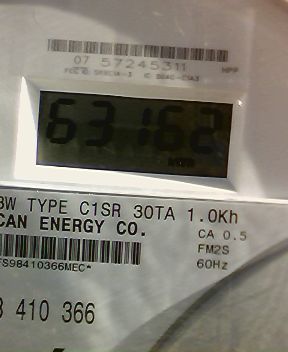 07 57245311
63162
3W TYPE C1SR 30TA 1.0Kh
CAN ENERGY CO.
CA 0.5
FM2S
60Hz
FS98410366MEC*
3 410 366